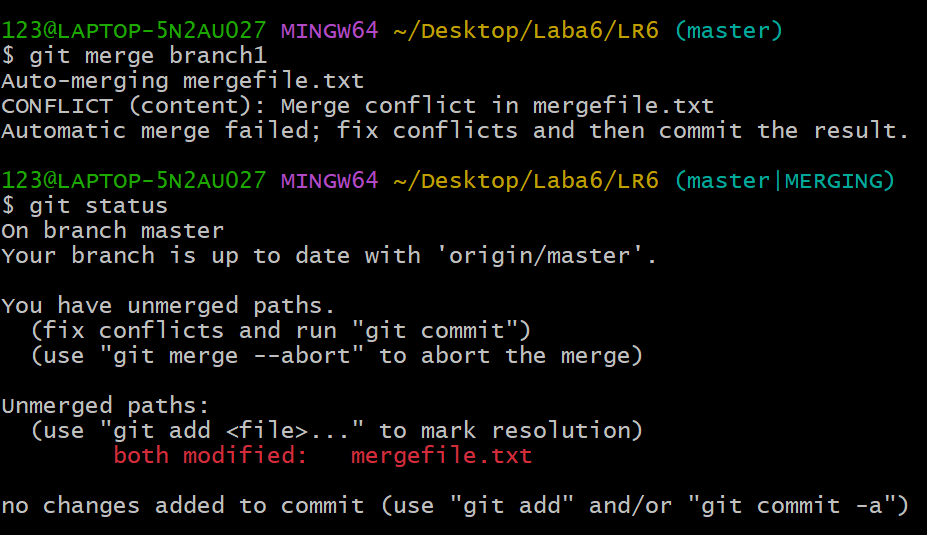 123@LAPTOP-5N2AU027 MINGW64 ~/Desktop/Laba6/LR6 (master)
$ git merge branch1
Auto-merging mergefile.txt
CONFLICT (content): Merge conflict in mergefile.txt
Automatic merge failed; fix conflicts and then commit the result.
123@LAPTOP-5N2AU027 MINGW64 ~/Desktop/Laba6/LR6 (master|MERGING)
$ git status
On branch master
Your branch is up to date with 'origin/master'.
You have unmerged paths.
  (fix conflicts and run "git commit")
  (use "git merge --abort" to abort the merge)
Unmerged paths:
  (use "git add <file>..." to mark resolution)
        both modified:   mergefile.txt
no changes added to commit (use "git add" and/or "git commit -a")